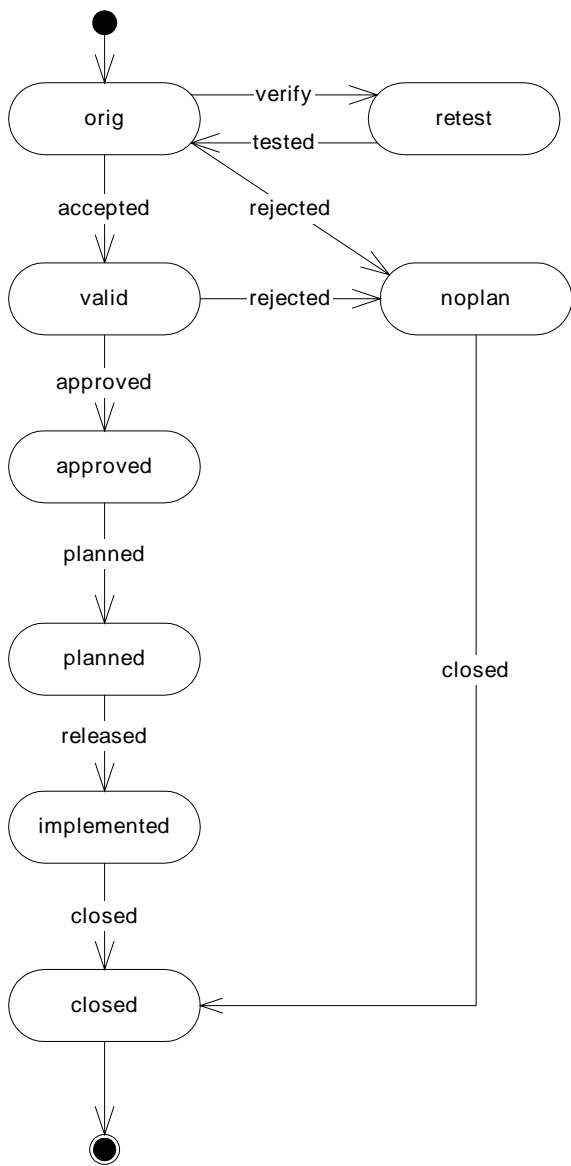 orig
verify
retest
tested
accepted
rejected
valid
rejected
noplan
approved
approved
planned
planned
closed
released
implemented
closed
closed